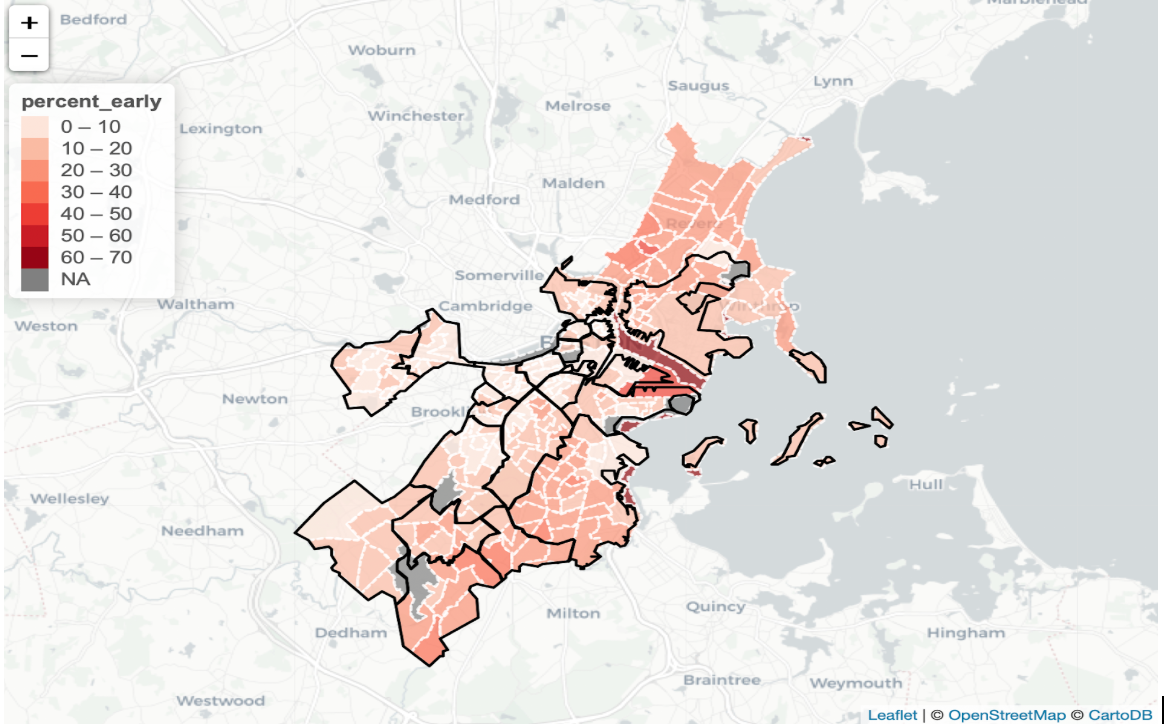 Marblehead
Bedford
+
−
Woburn
Saugus
Lynn
percent_early
0 – 10
10 – 20
20 – 30
30 – 40
40 – 50
50 – 60
60 – 70
NA
Melrose
Winchester
Lexington
Malden
Medford
Revere
Somerville
Waltham
Cambridge
Winthrop
Weston
Newton
Hull
Wellesley
Needham
Milton
Quincy
Dedham
Hingham
Westwood
Braintree
Weymouth
Leaflet | © OpenStreetMap © CartoDB